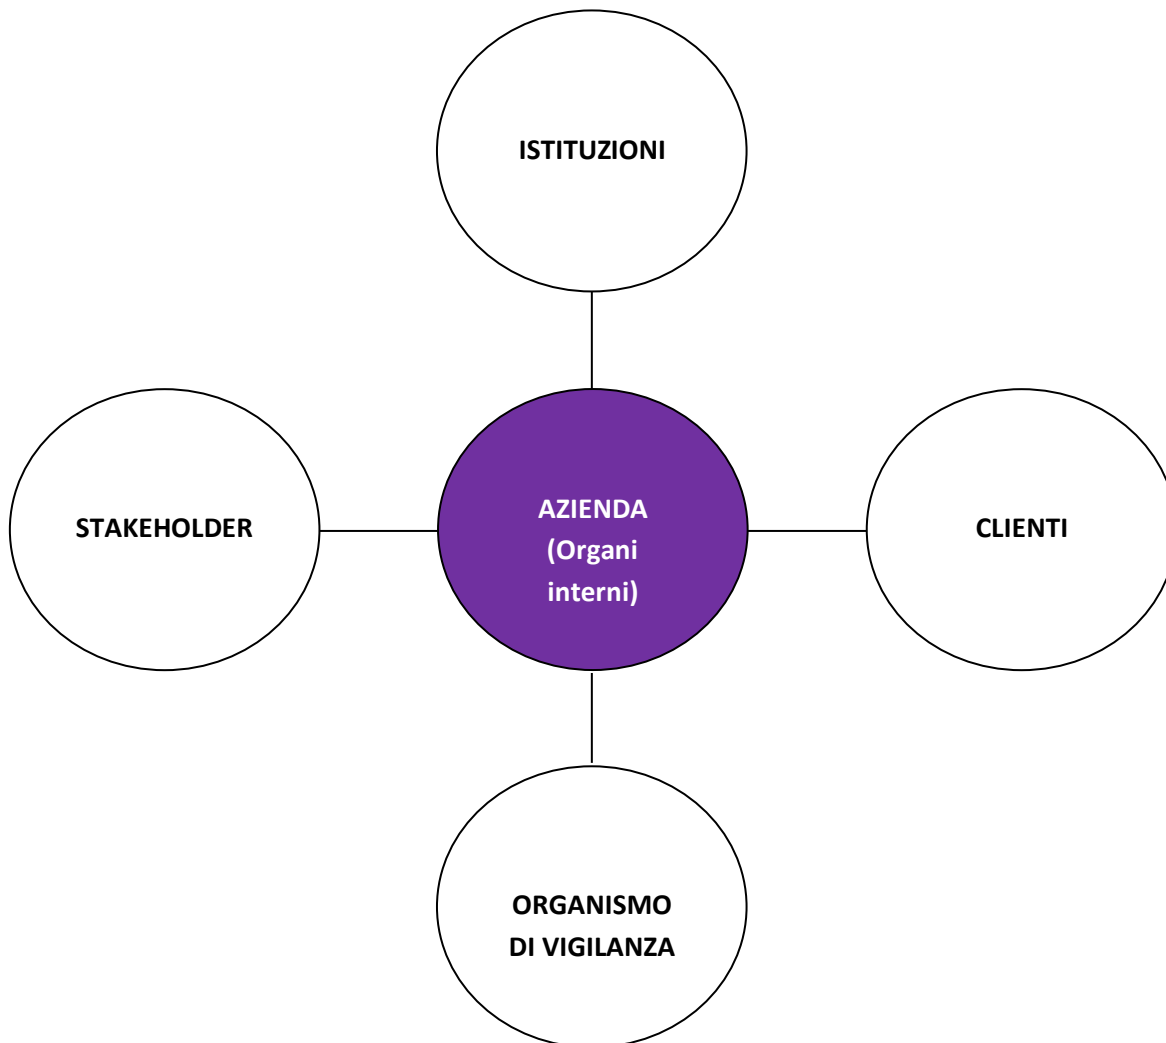 ISTITUZIONI
STAKEHOLDER
AZIENDA
(Organi
interni)
CLIENTI
ORGANISMO
DI VIGILANZA